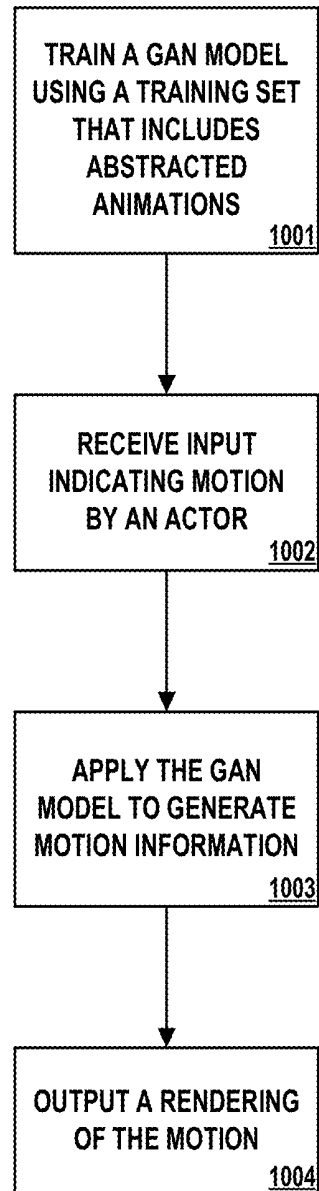 TRAIN A GAN MODEL
USING A TRAINING SET
THAT INCLUDES
ABSTRACTED
ANIMATIONS
1001
RECEIVE INPUT
INDICATING MOTION
BY AN ACTOR
1002
APPLY THE GAN
MODEL TO GENERATE
MOTION INFORMATION
1003
OUTPUT A RENDERING
OF THE MOTION
1004